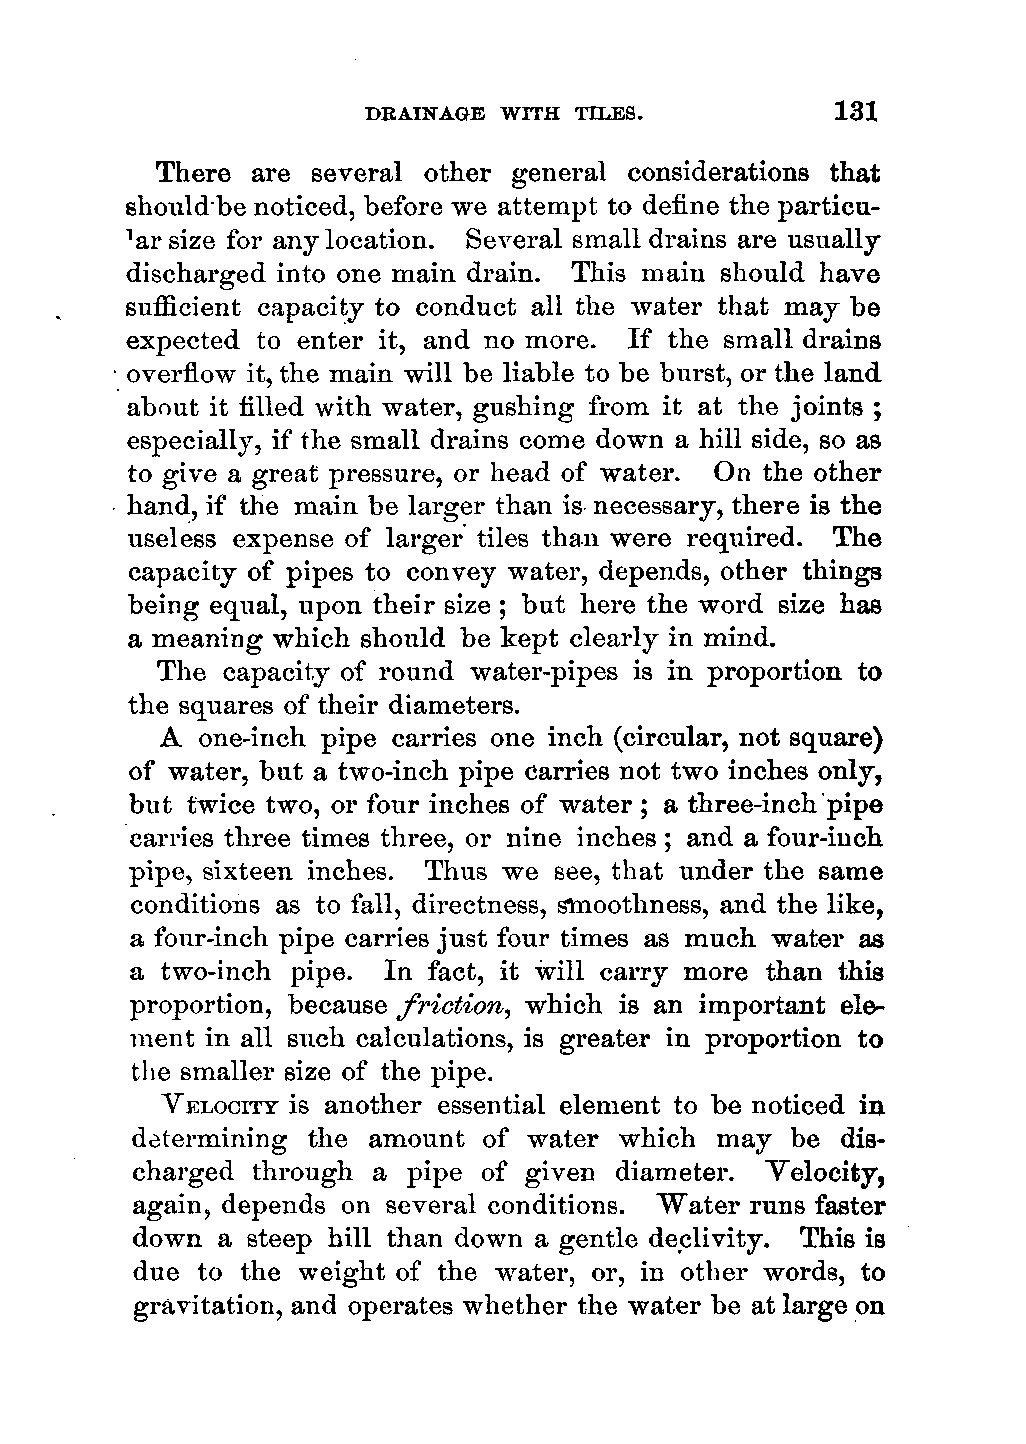 DRAINAGE WITH TILES. 131
There are several other general considerations that
should be noticed, before we attempt to define the particu-
lar size for any location. Several small drains are usually
discharged into one main drain. This main should have
sufficient capacity to conduct all the water that may be
expected to enter it, and no more. If the small drains
overflow it, the main will be liable to be burst, or the land
about it filled with water, gushing from it at the joints ;
especially, if the small drains come down a hill side, so as
to give a great pressure, or head of water. On the other
hand, if the main be larger than is necessary, there is the
useless expense of larger tiles than were required. The
capacity of pipes to convey water, depends, other things
being equal, upon their size ; but here the word size has
a meaning which should be kept clearly in mind.
The capacity of round water-pipes is in proportion to
the squares of their diameters.
A one-inch pipe carries one inch (circular, not square)
of water, but a two-inch pipe carries not two inches only,
but twice two, or four inches of water ; a three-inch pipe
carries three times three, or nine inches ; and a four-inch
pipe, sixteen inches. Thus we see, that under the same
conditions as to fall, directness, smoothness, and the like,
a four-inch pipe carries just four times as much water as
a two-inch pipe. In fact, it will carry more than this
proportion, because friction, which is an important ele-
ment in all such calculations, is greater in proportion to
the smaller size of the pipe.
VELOCITY is another essential element to be noticed in
determining the amount of water which may be dis-
charged through a pipe of given diameter. Velocity,
again, depends on several conditions. Water runs faster
down a steep hill than down a gentle declivity. This is
due to the weight of the water, or, in other words, to
gravitation, and operates whether the water be at large on